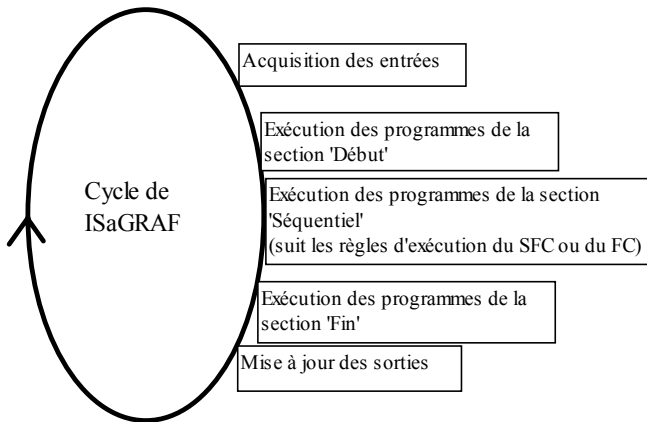 Acquisition des entrées
Exécution des programmes de la
section 'Début'
Cycle de
ISaGRAF
Exécution des programmes de la section
'Séquentiel'
(suit les règles d'exécution du SFC ou du FC)
Exécution des programmes de la
section 'Fin'
Mise à jour des sorties